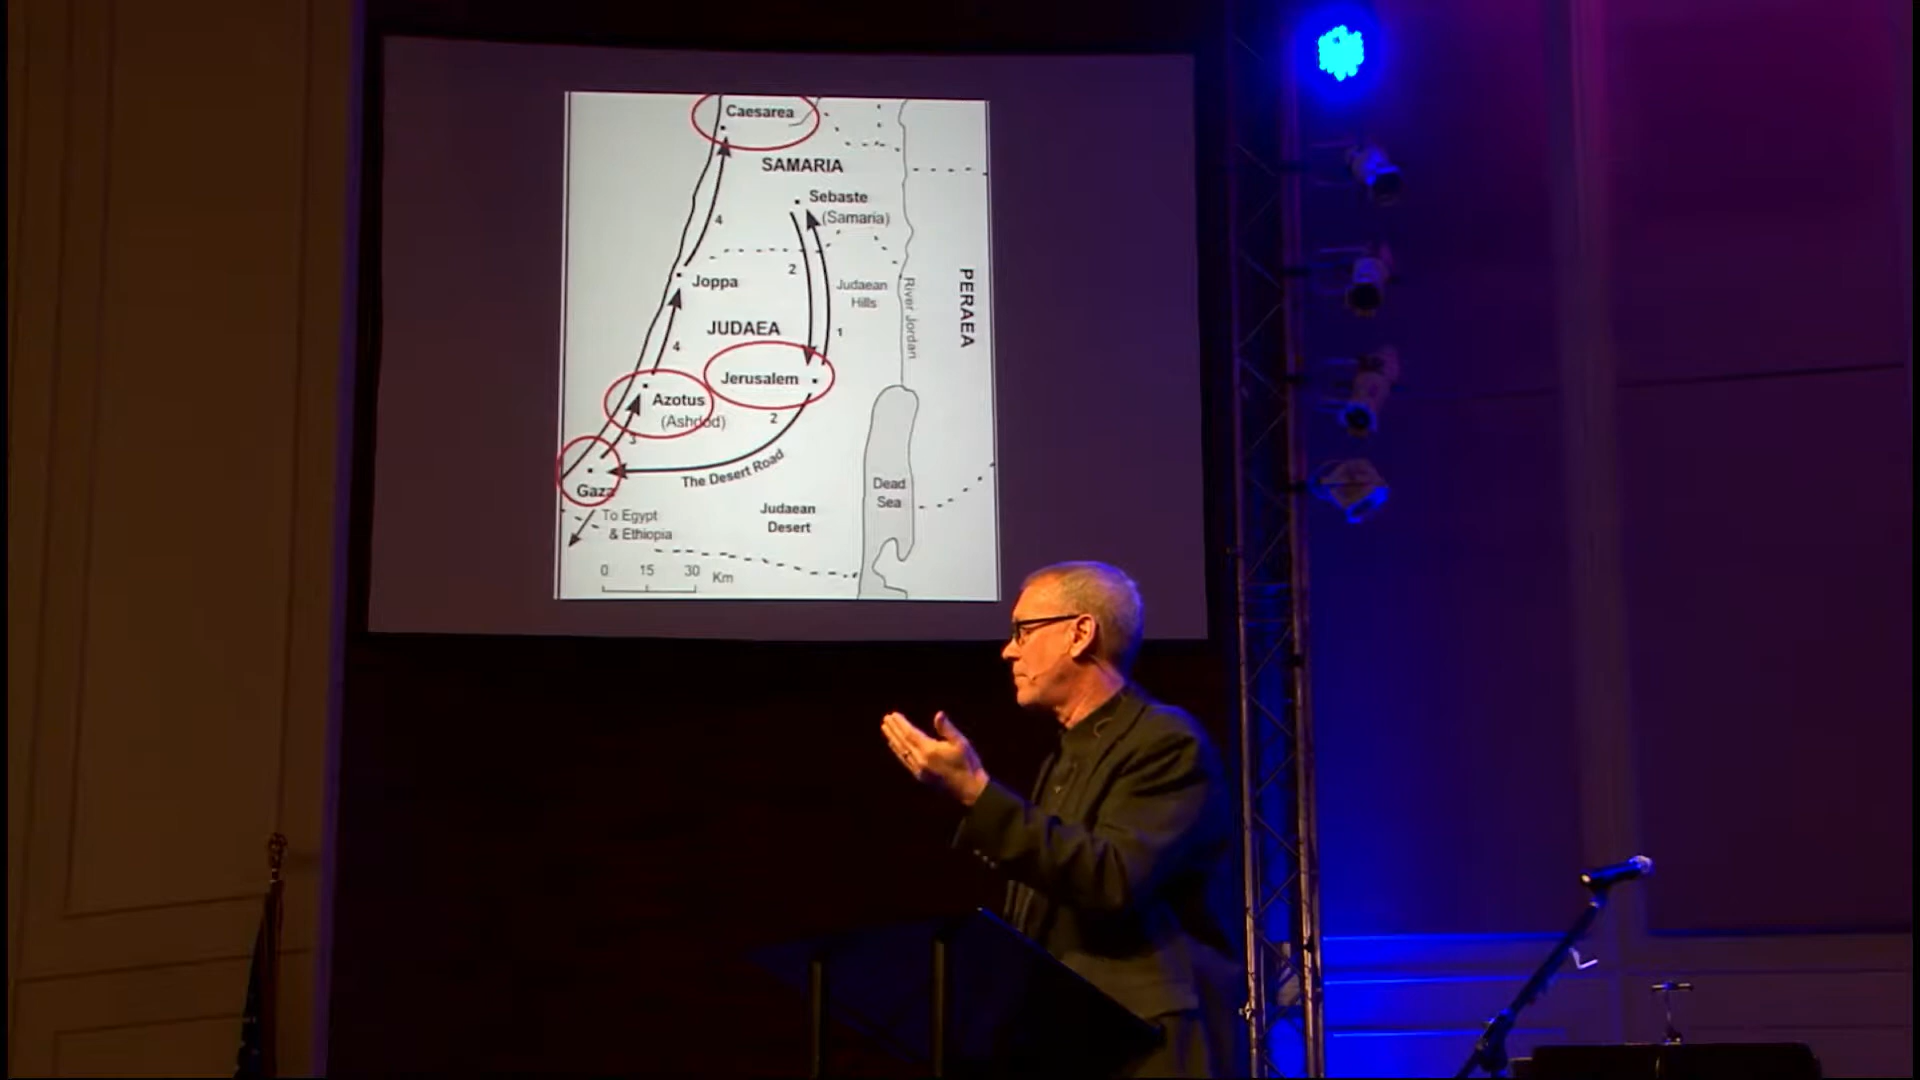 Caesarea
SAMARIA
Sebaste
(Samaria)
4
2
Judaean
Hills
River Jordan
PERAEA
Joppa
JUDAEA
1
4
Jerusalem
Azotus
(Ashdod)
2
3
The Desert Road
Gaza
Dead
Sea
To Egypt
& Ethiopia
Judaean
Desert
0 15 30 Km